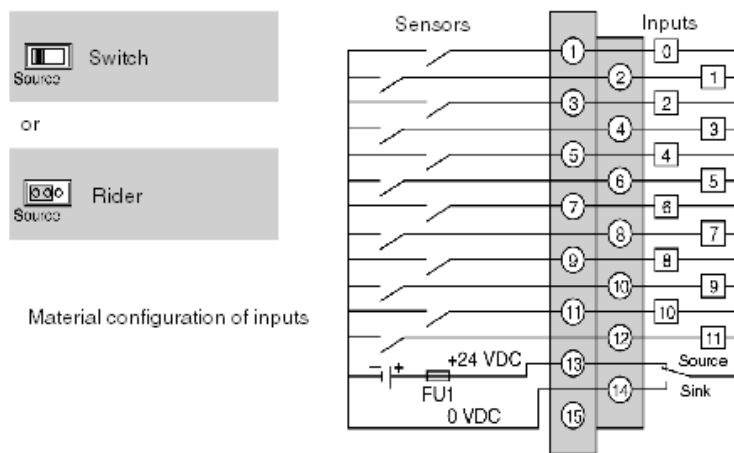 Switch
Source
or
Rider
Source
Material configuration of inputs
Sensors
Inputs
1
0
2
1
3
2
4
3
5
4
6
5
7
6
8
7
9
8
10
9
11
10
12
11
- + +24 VDC
13
Source
FU1
14
Sink
0 VDC
15